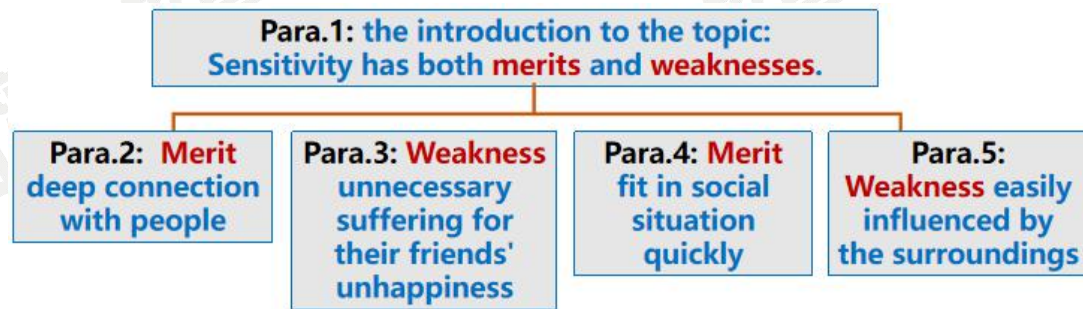 Para.1: the introduction to the topic:
Sensitivity has both merits and weaknesses.
Para.2: Merit
deep connection
with people
Para.3: Weakness
unnecessary
suffering for
their friends'
unhappiness
Para.4: Merit
fit in social
situation
quickly
Para.5:
Weakness easily
influenced by
the surroundings